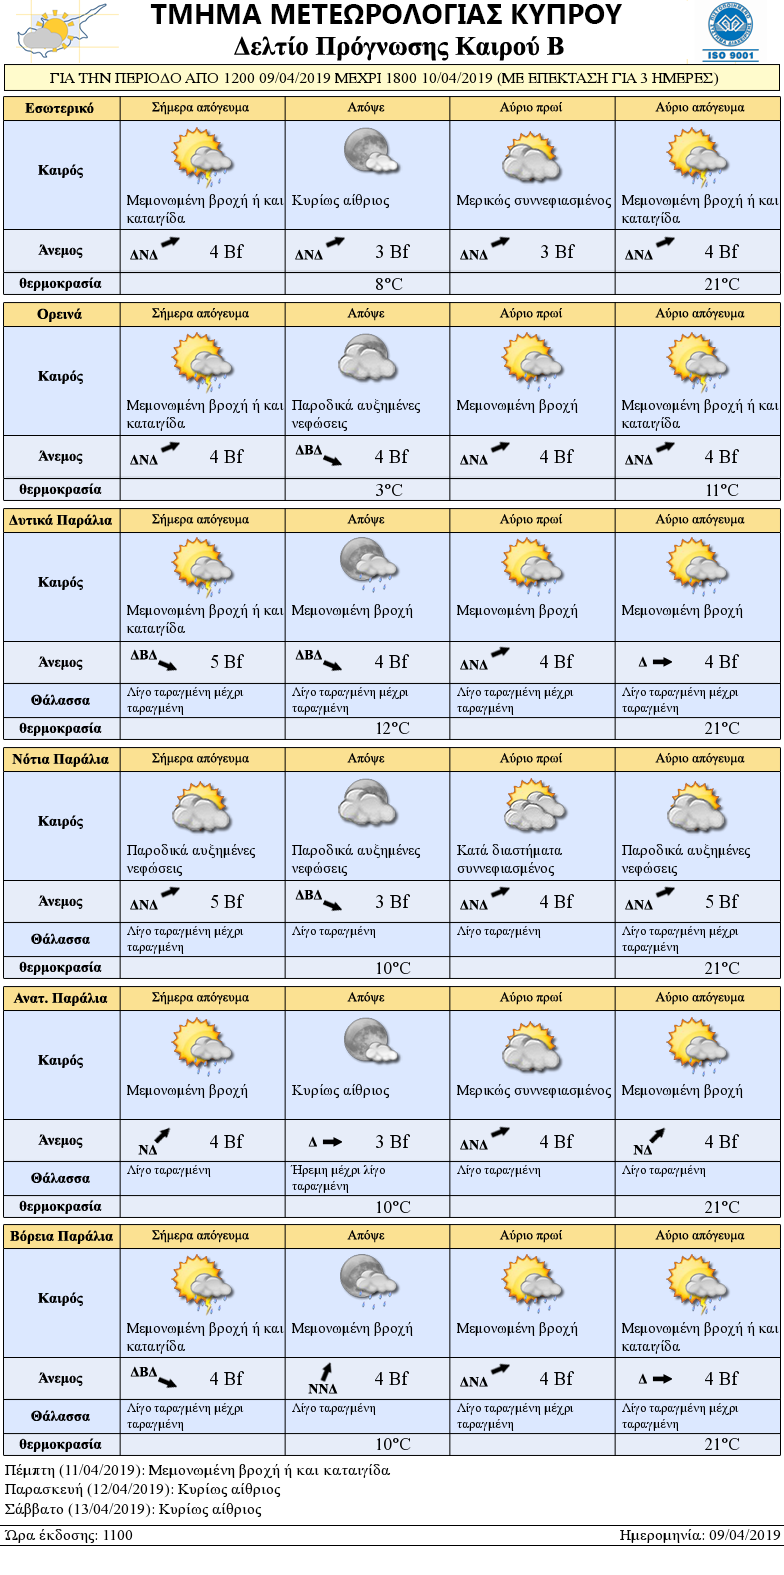 ΤΜΗΜΑ ΜΕΤΕΩΡΟΛΟΓΙΑΣ ΚΥΠΡΟΥ
Δελτίο Πρόγνωσης Καιρού Β
ISO 9001
ΓΙΑ ΤΗΝ ΠΕΡΙΟΔΟ ΑΠΟ 1200 09/04/2019 ΜΕΧΡΙ 1800 10/04/2019 (ΜΕ ΕΠΕΚΤΑΣΗ ΓΙΑ 3 ΗΜΕΡΕΣ)
Εσωτερικό Σήμερα απόγευμα Απόψε Αύριο πρωί Αύριο απόγευμα
Καιρός
Μεμονωμένη βροχή ή και Κυρίως αίθριος Μερικώς συννεφιασμένος Μεμονωμένη βροχή ή και
καταιγίδα καταιγίδα
Άνεμος ΔΝΔ 4 Bf ΔΝΔ 3 Bf ΔΝΔ 3 Bf ΔΝΔ 4 Bf
θερμοκρασία 8°C 21°C
Ορεινά Σήμερα απόγευμα Απόψε Αύριο πρωί Αύριο απόγευμα
Καιρός
Μεμονωμένη βροχή ή και Παροδικά αυξημένες Μεμονωμένη βροχή Μεμονωμένη βροχή ή και
καταιγίδα νεφώσεις καταιγίδα
Άνεμος ΔΝΔ 4 Bf ΔΒΔ 4 Bf ΔΝΔ 4 Bf ΔΝΔ 4 Bf
θερμοκρασία 3°C 11°C
Δυτικά Παράλια Σήμερα απόγευμα Απόψε Αύριο πρωί Αύριο απόγευμα
Καιρός
Μεμονωμένη βροχή ή και Μεμονωμένη βροχή Μεμονωμένη βροχή Μεμονωμένη βροχή
καταιγίδα
Άνεμος ΔΒΔ 5 Bf ΔΒΔ 4 Bf ΔΝΔ 4 Bf Δ 4 Bf
Θάλασσα Λίγο ταραγμένη μέχρι Λίγο ταραγμένη μέχρι Λίγο ταραγμένη μέχρι Λίγο ταραγμένη μέχρι
ταραγμένη ταραγμένη ταραγμένη ταραγμένη
θερμοκρασία 12°C 21°C
Νότια Παράλια Σήμερα απόγευμα Απόψε Αύριο πρωί Αύριο απόγευμα
Καιρός
Παροδικά αυξημένες Παροδικά αυξημένες Κατά διαστήματα Παροδικά αυξημένες
νεφώσεις νεφώσεις συννεφιασμένος νεφώσεις
Άνεμος ΔΝΔ 5 Bf ΔΒΔ 3 Bf ΔΝΔ 4 Bf ΔΝΔ 5 Bf
Θάλασσα Λίγο ταραγμένη μέχρι Λίγο ταραγμένη Λίγο ταραγμένη Λίγο ταραγμένη μέχρι
ταραγμένη ταραγμένη
θερμοκρασία 10°C 21°C
Ανατ. Παράλια Σήμερα απόγευμα Απόψε Αύριο πρωί Αύριο απόγευμα
Καιρός
Μεμονωμένη βροχή Κυρίως αίθριος Μερικώς συννεφιασμένος Μεμονωμένη βροχή
Άνεμος ΝΔ 4 Bf Δ 3 Bf ΔΝΔ 4 Bf ΝΔ 4 Bf
Θάλασσα Λίγο ταραγμένη Ήρεμη μέχρι λίγο Λίγο ταραγμένη Λίγο ταραγμένη
ταραγμένη
θερμοκρασία 10°C 21°C
Βόρεια Παράλια Σήμερα απόγευμα Απόψε Αύριο πρωί Αύριο απόγευμα
Καιρός
Μεμονωμένη βροχή ή και Μεμονωμένη βροχή Μεμονωμένη βροχή Μεμονωμένη βροχή ή και
καταιγίδα καταιγίδα
Άνεμος ΔΒΔ 4 Bf ΝΝΔ 4 Bf ΔΝΔ 4 Bf Δ 4 Bf
Θάλασσα Λίγο ταραγμένη μέχρι Λίγο ταραγμένη Λίγο ταραγμένη μέχρι Λίγο ταραγμένη μέχρι
ταραγμένη ταραγμένη ταραγμένη
θερμοκρασία 10°C 21°C
Πέμπτη (11/04/2019): Μεμονωμένη βροχή ή και καταιγίδα
Παρασκευή (12/04/2019): Κυρίως αίθριος
Σάββατο (13/04/2019): Κυρίως αίθριος
Ώρα έκδοσης: 1100 Ημερομηνία: 09/04/2019